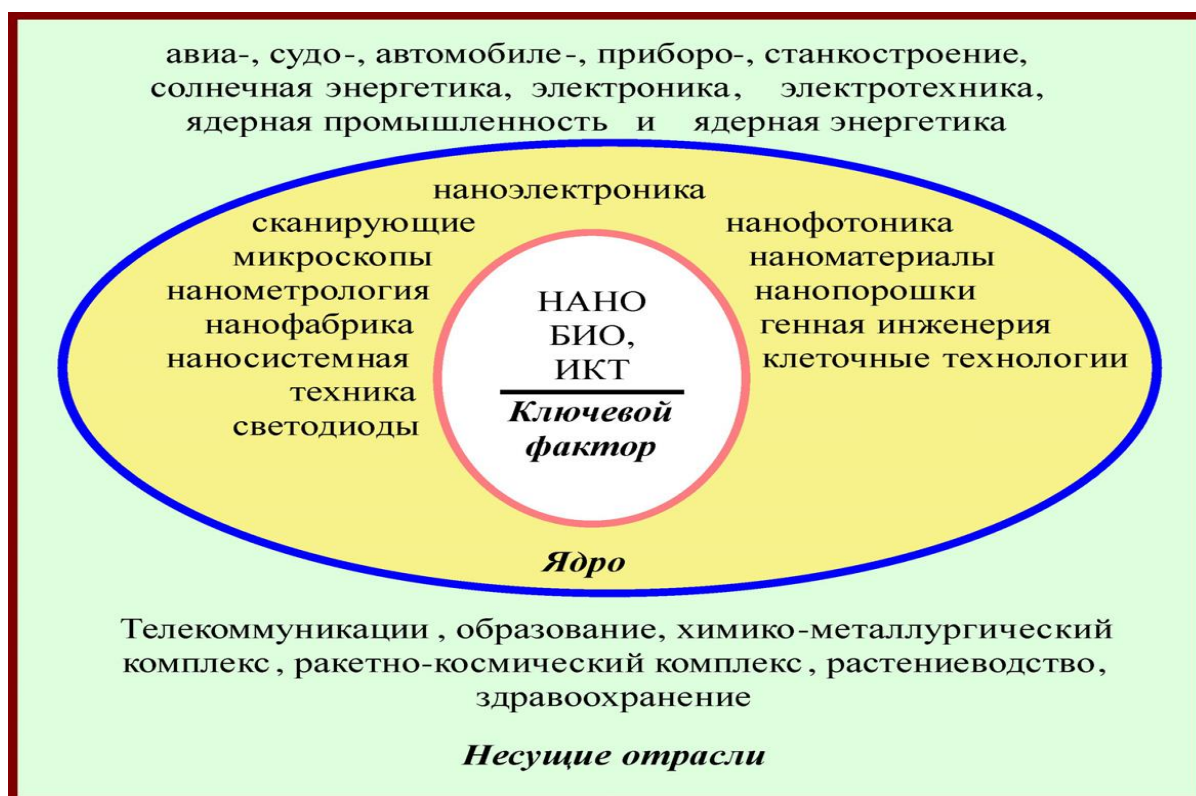 авиа-, судо-, автомобиле-, приборо-, станкостроение,
солнечная энергетика, электроника, электротехника,
ядерная промышленность и ядерная энергетика
наноэлектроника
сканирующие
микроскопы
нанометрология
нанофабрика
наносистемная
техника
светодиоды
НАНО
БИО,
ИКТ
Ключевой
фактор
нанофотоника
наноматериалы
нанопорошки
генная инженерия
клеточные технологии
Ядро
Телекоммуникации, образование, химико-металлургический
комплекс, ракетно-космический комплекс, растениеводство,
здравоохранение
Несущие отрасли